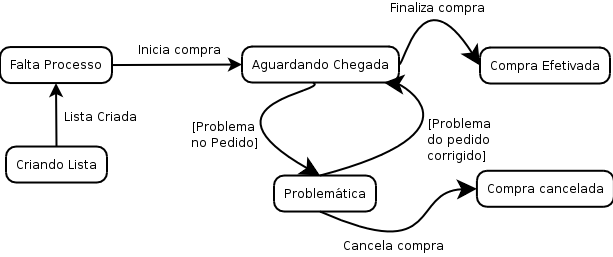 Finaliza compra
Inicia compra
Falta Processo
Aguardando Chegada
Compra Efetivada
Lista Criada
[Problema
no Pedido]
[Problema
do pedido
corrigido]
Criando Lista
Problemática
Compra cancelada
Cancela compra